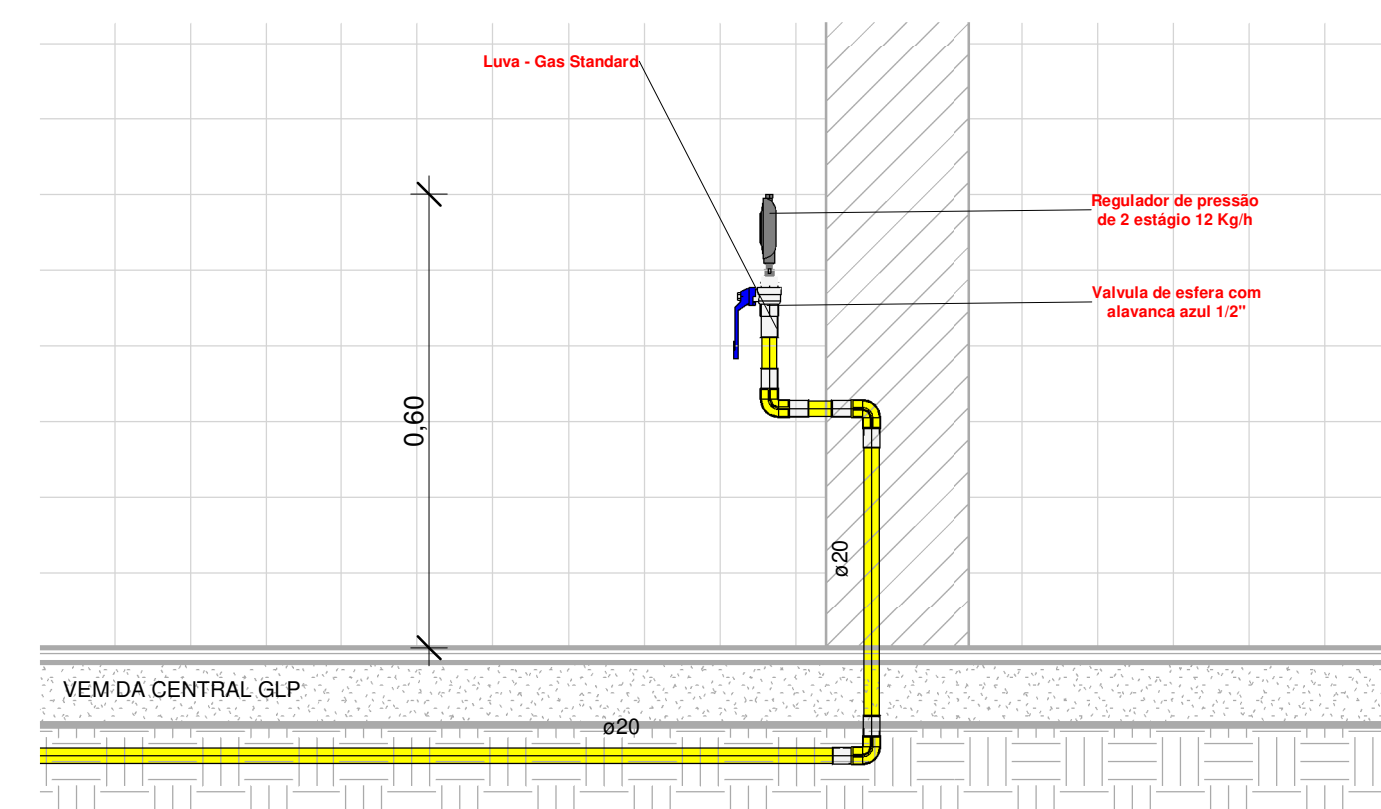 Luva - Gas Standard
Regulador de pressão
de 2 estágio 12 Kg/h
Valvula de esfera com
alavanca azul 1/2"
0,60
ø20
VEM DA CENTRAL GLP
ø20